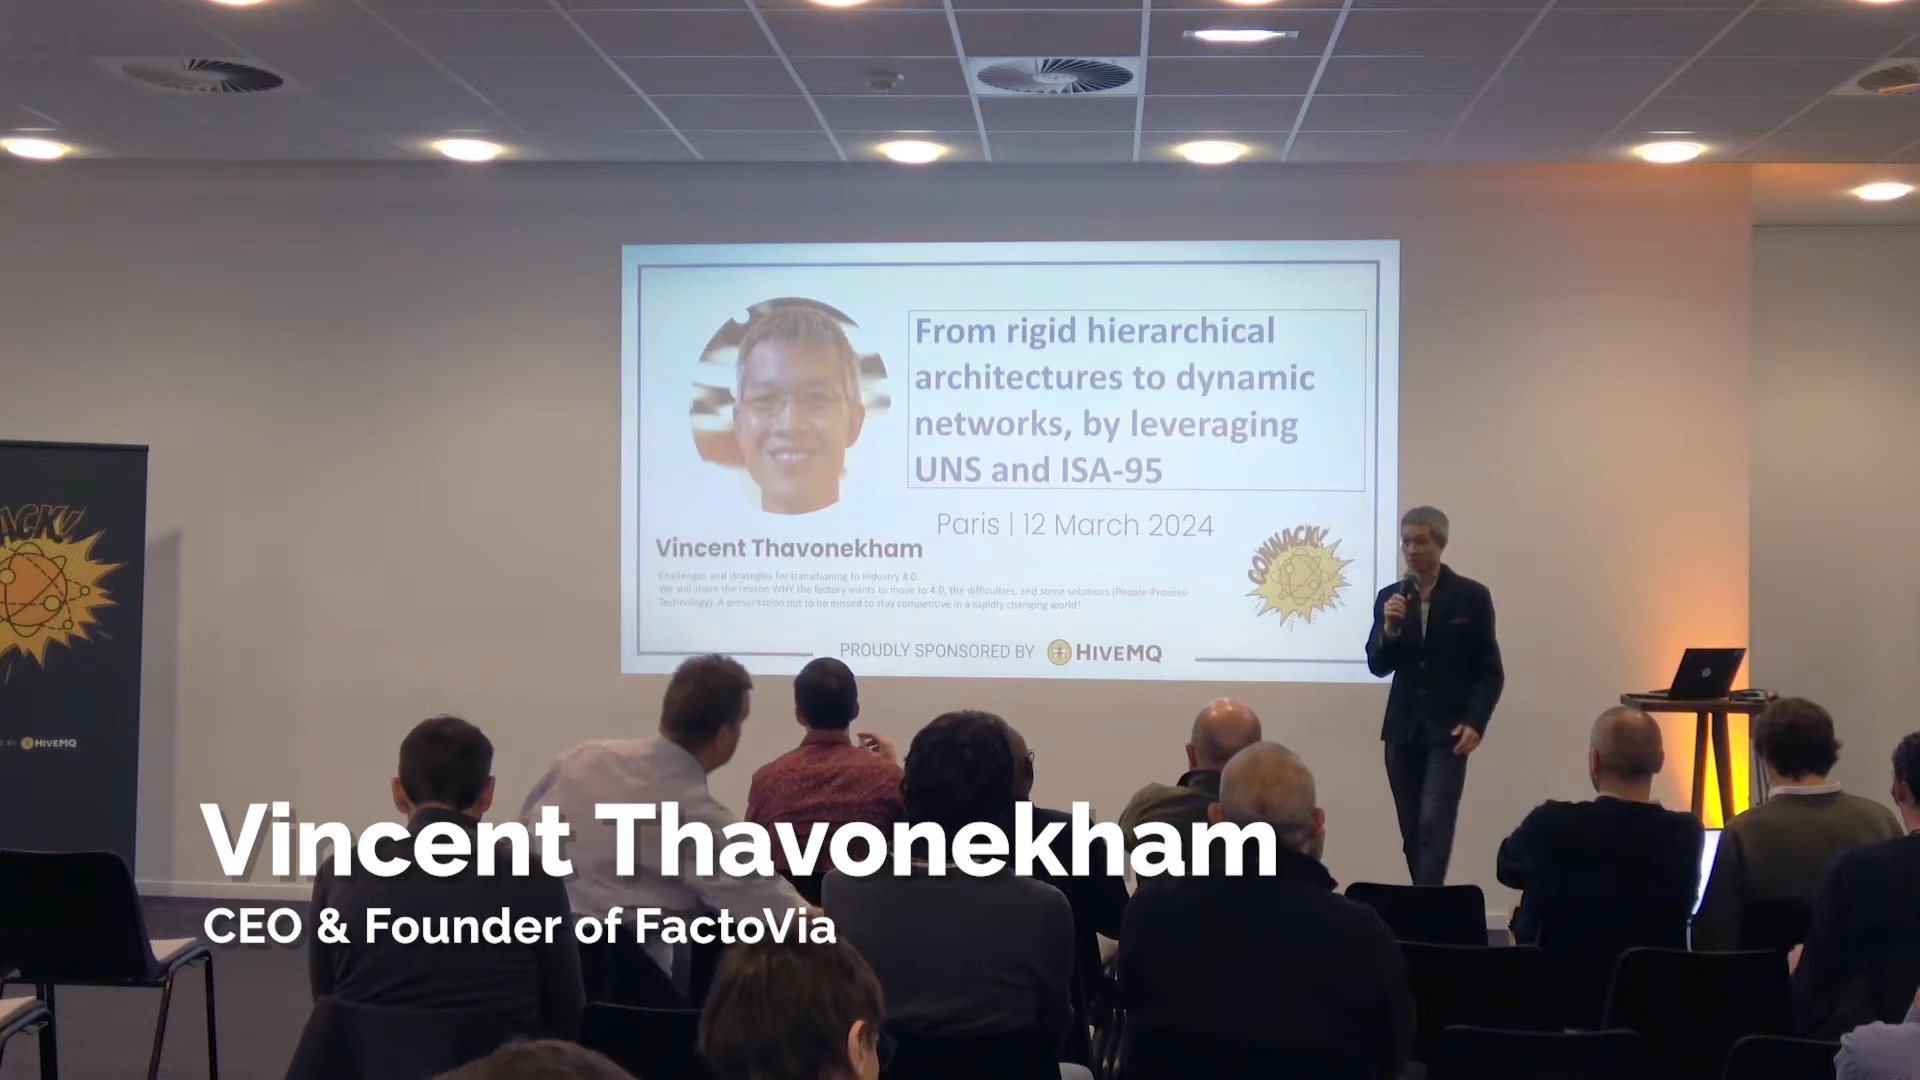 From rigid hierarchical
architectures to dynamic
networks, by leveraging
UNS and ISA-95
Paris | 12 March 2024
Vincent Thavonekham
Challenges and strategies for transitioning to Industry 4.0.
We will share the reason WHY the factory wants to move to 4.0, the difficulties, and some solutions (People-Process-
Technology). A presentation not to be missed to stay competitive in a rapidly changing world!
CONNACK!
PROUDLY SPONSORED BY HIVEMQ
ACK!
BY HIVEMQ
Vincent Thavonekham
CEO & Founder of FactoVia